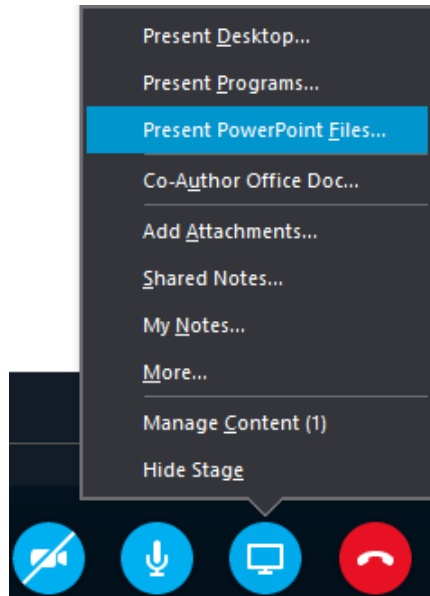 Present Desktop...
Present Programs...
Present PowerPoint Files...
Co-Author Office Doc...
Add Attachments...
Shared Notes...
My Notes...
More...
Manage Content (1)
Hide Stage